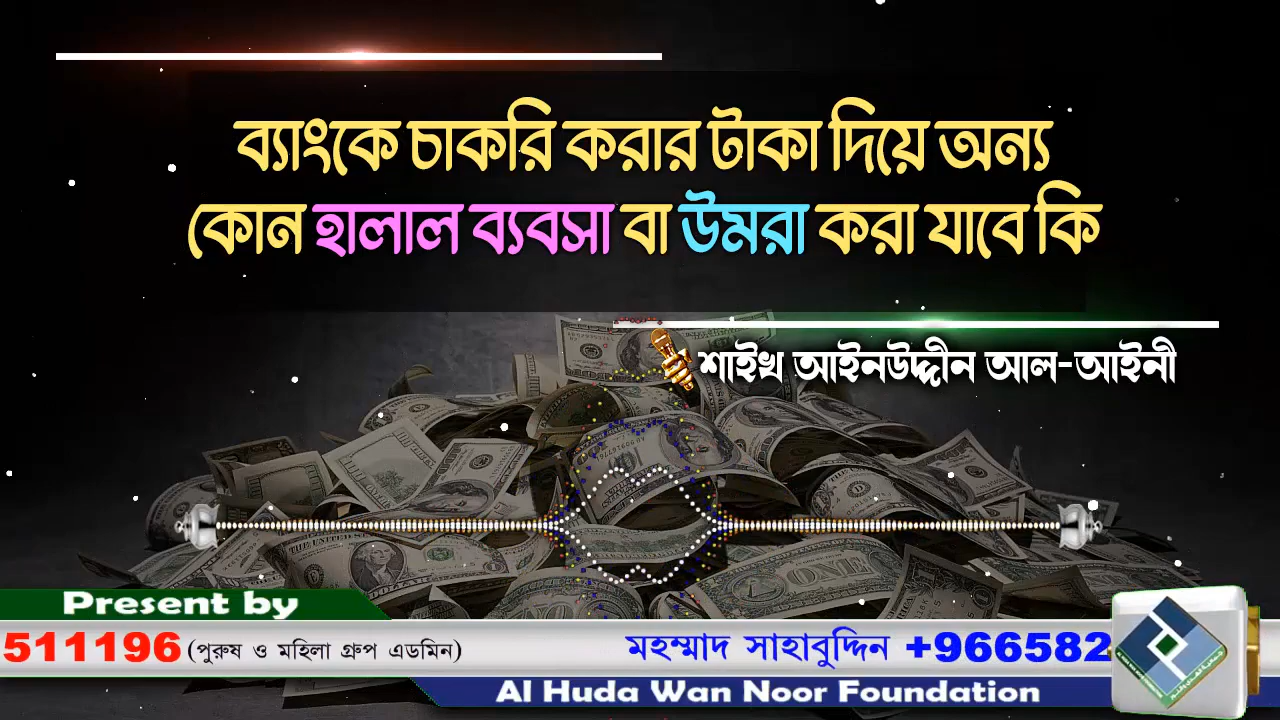 ব্যাংকে চাকরি করার টাকা দিয়ে অন্য
কোন হালাল ব্যবসা বা উমরা করা যাবে কি
শাইখ আইনউদ্দীন আল-আইনী
Present by
511196 (পুরুষ ও মহিলা গ্রুপ এডমিন) মহম্মাদ সাহাবুদ্দিন +966582
Al Huda Wan Noor Foundation